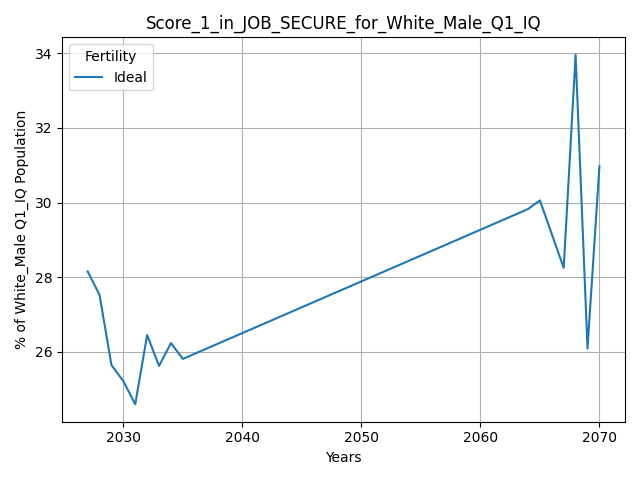 Score_1_in_JOB_SECURE_for_White_Male_Q1_IQ
Fertility
Ideal
% of White_Male Q1_IQ Population
34
32
30
28
26
2030
2040
2050
2060
2070
Years